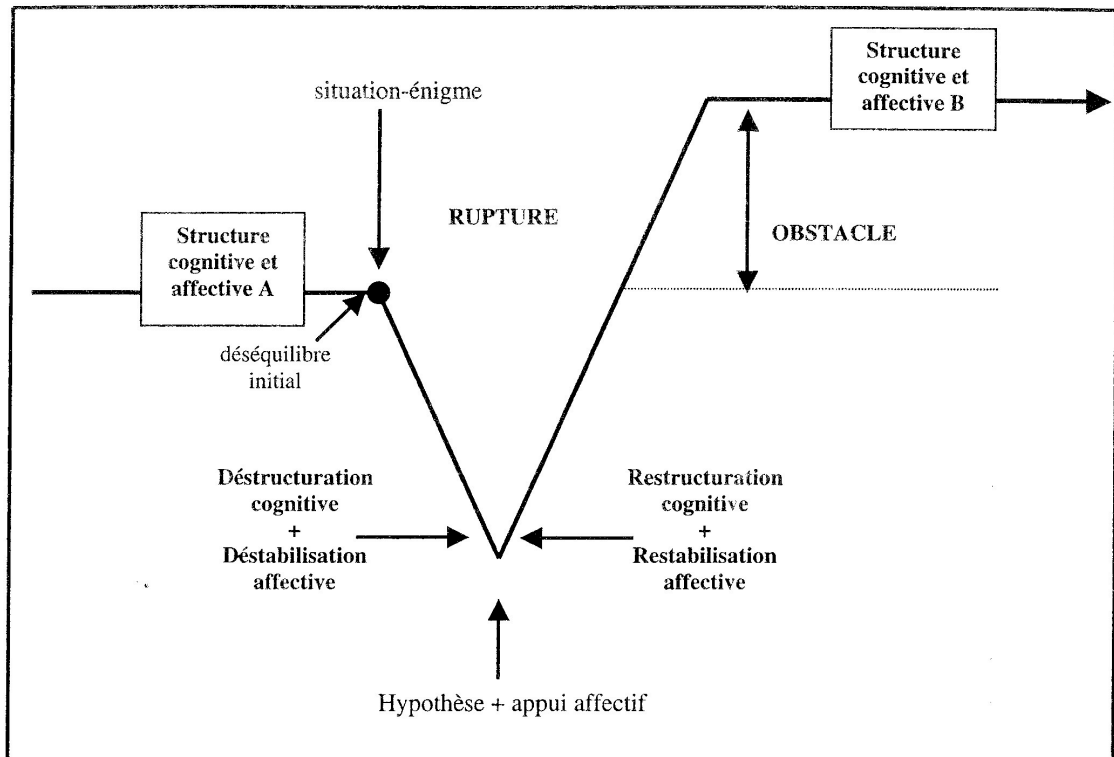 Structure
cognitive et
affective B
situation-énigme
RUPTURE
OBSTACLE
Structure
cognitive et
affective A
déséquilibre
initial
Déstructuration
cognitive
+
Déstabilisation
affective
Restructuration
cognitive
+
Restabilisation
affective
Hypothèse + appui affectif